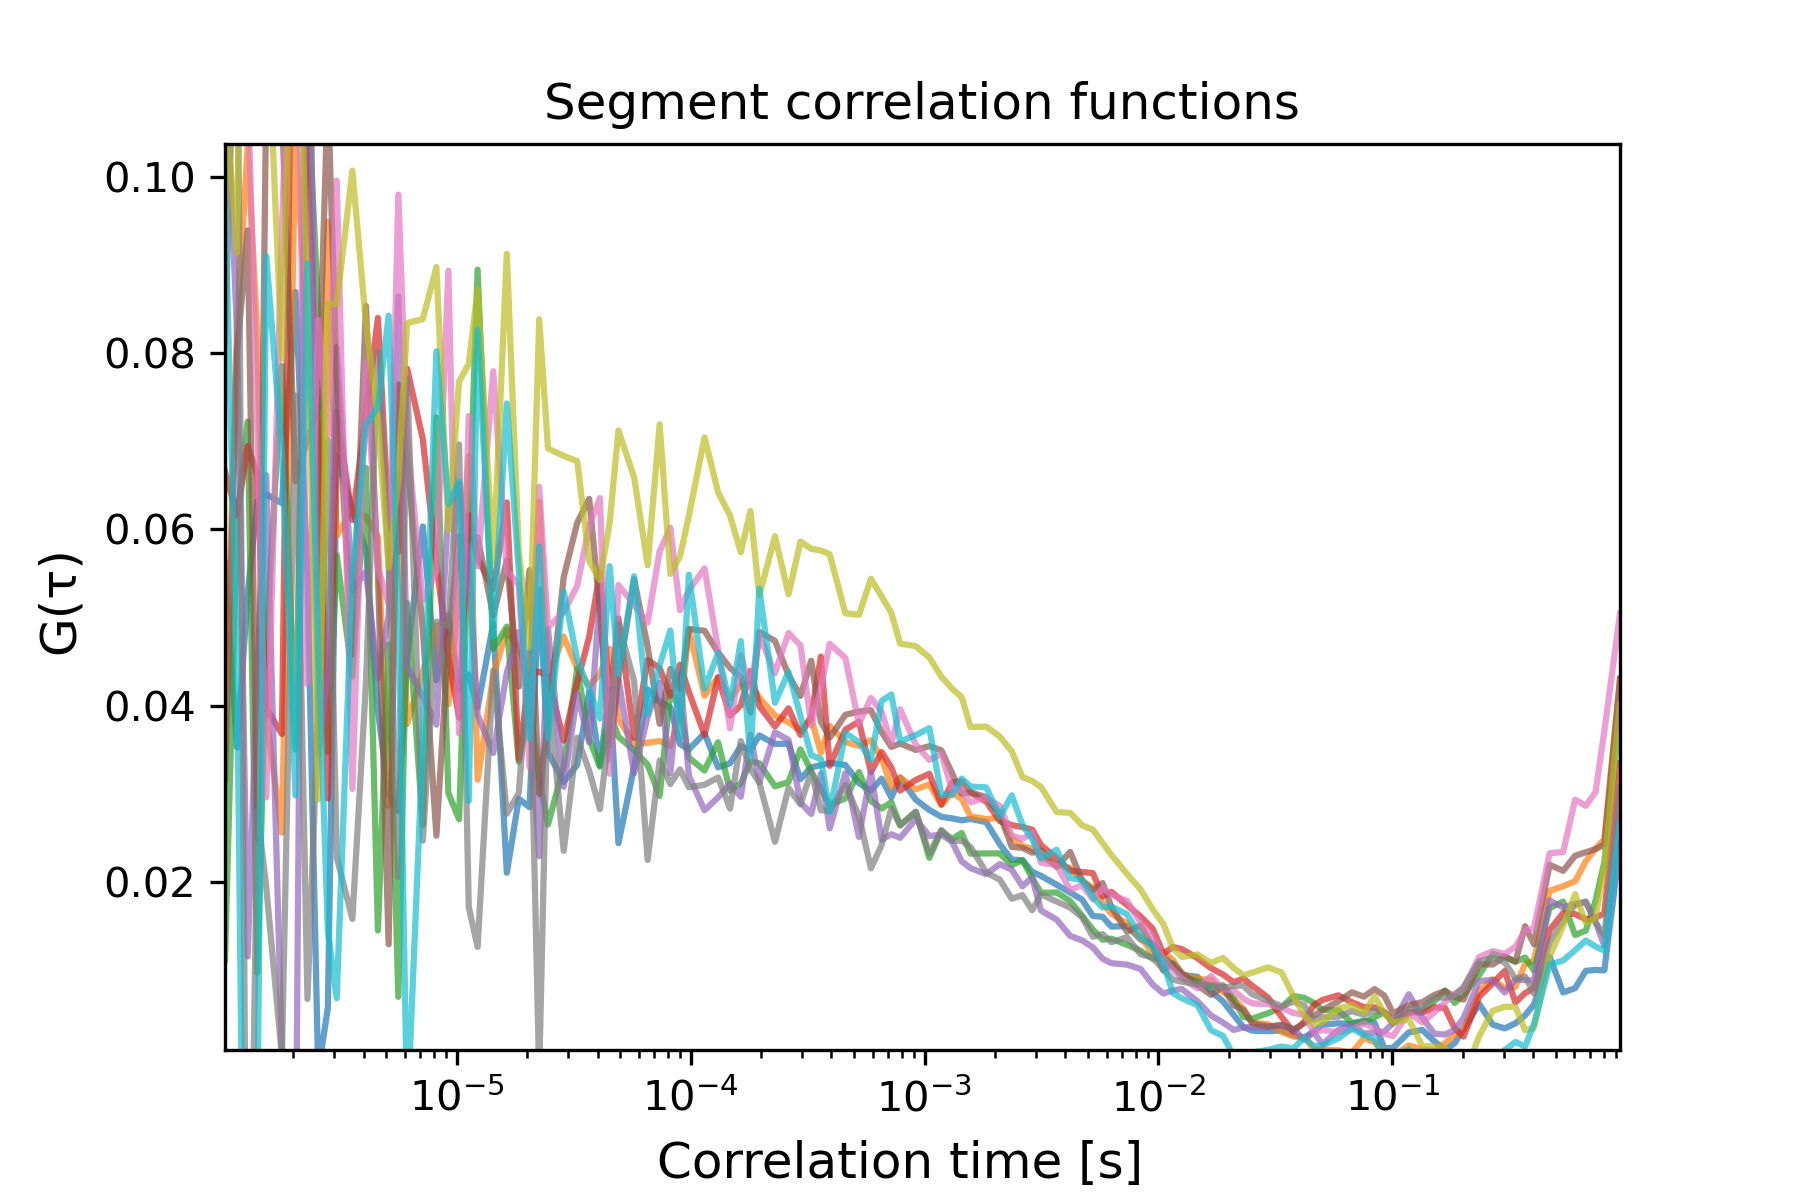 Segment correlation functions
0.10
0.08
0.06
0.04
0.02
G(τ)
10⁻⁵ 10⁻⁴ 10⁻³ 10⁻² 10⁻¹
Correlation time [s]